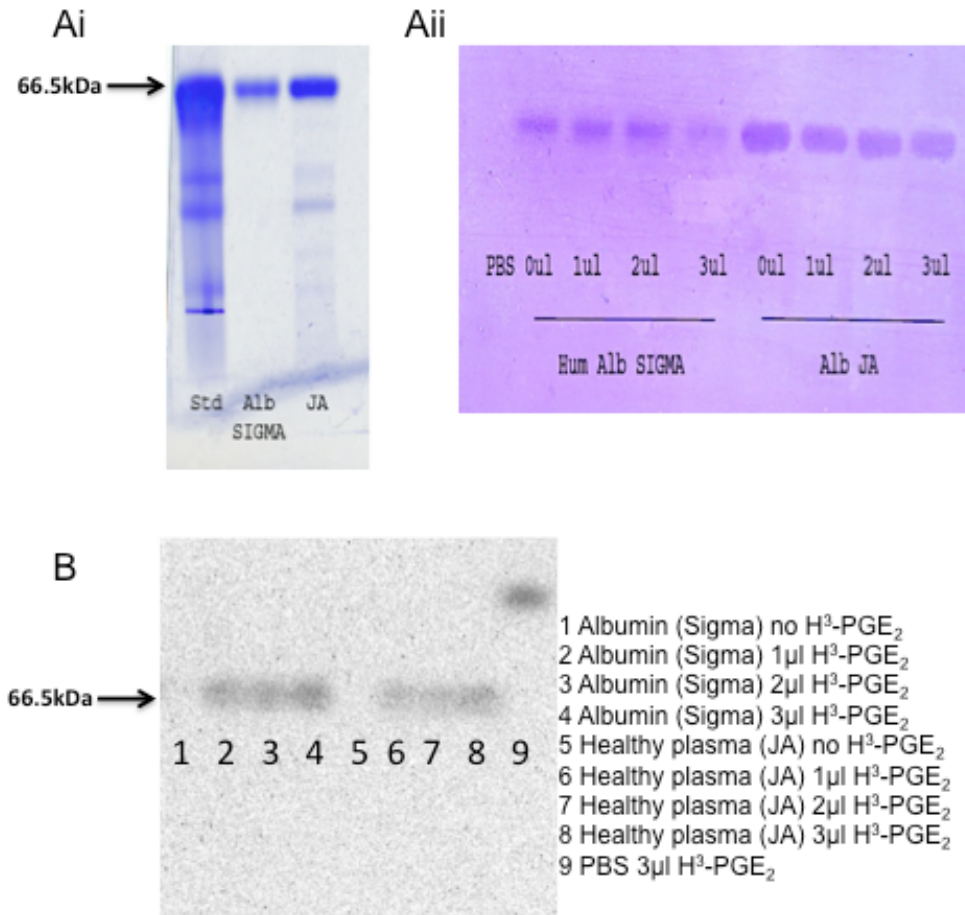 Ai
Aii
66.5kDa
Std Alb JA
SIGMA
PBS 0ul 1ul 2ul 3ul 0ul 1ul 2ul 3ul
Hum Alb SIGMA Alb JA
B
66.5kDa
1 2 3 4 5 6 7 8 9
1 Albumin (Sigma) no H³-PGE₂
2 Albumin (Sigma) 1µl H³-PGE₂
3 Albumin (Sigma) 2µl H³-PGE₂
4 Albumin (Sigma) 3µl H³-PGE₂
5 Healthy plasma (JA) no H³-PGE₂
6 Healthy plasma (JA) 1µl H³-PGE₂
7 Healthy plasma (JA) 2µl H³-PGE₂
8 Healthy plasma (JA) 3µl H³-PGE₂
9 PBS 3µl H³-PGE₂